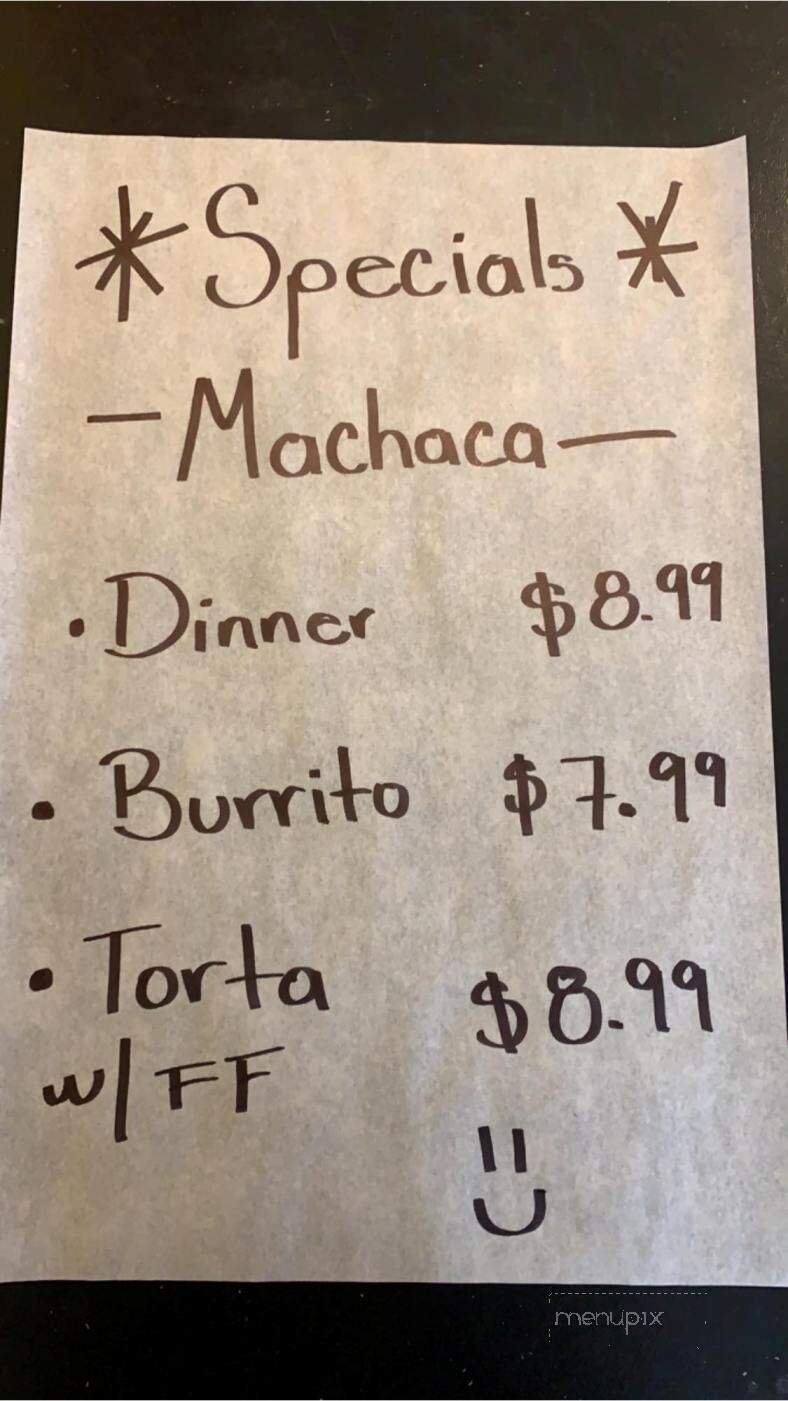 * Specials *
— Machaca —
• Dinner $8.99
• Burrito $7.99
• Torta $8.99
w/ FF
menupix